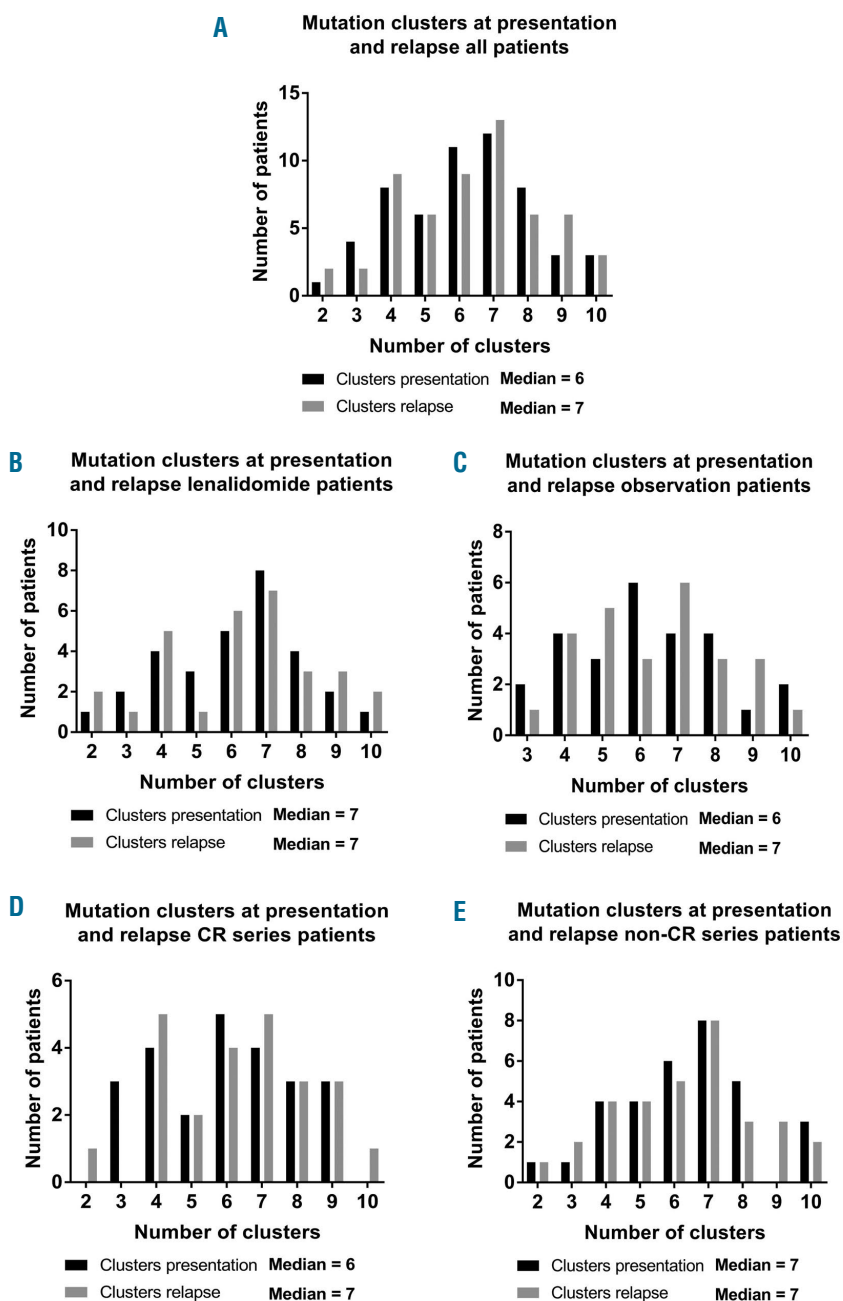 A
Mutation clusters at presentation
and relapse all patients
Number of patients
15
10
5
0
2 3 4 5 6 7 8 9 10
Number of clusters
Clusters presentation Median = 6
Clusters relapse Median = 7
B
Mutation clusters at presentation
and relapse lenalidomide patients
Number of patients
10
8
6
4
2
0
2 3 4 5 6 7 8 9 10
Number of clusters
Clusters presentation Median = 7
Clusters relapse Median = 7
C
Mutation clusters at presentation
and relapse observation patients
Number of patients
8
6
4
2
0
3 4 5 6 7 8 9 10
Number of clusters
Clusters presentation Median = 6
Clusters relapse Median = 7
D
Mutation clusters at presentation
and relapse CR series patients
Number of patients
6
4
2
0
2 3 4 5 6 7 8 9 10
Number of clusters
Clusters presentation Median = 6
Clusters relapse Median = 7
E
Mutation clusters at presentation
and relapse non-CR series patients
Number of patients
10
8
6
4
2
0
2 3 4 5 6 7 8 9 10
Number of clusters
Clusters presentation Median = 7
Clusters relapse Median = 7